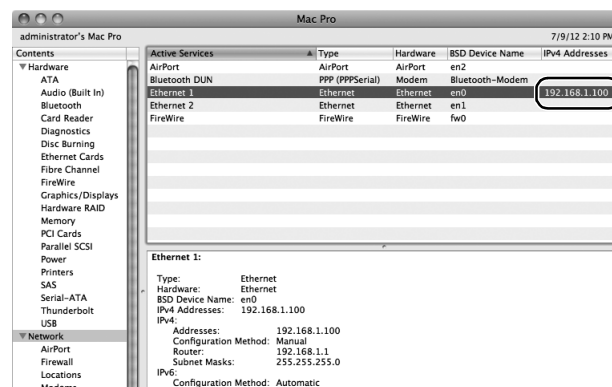 Mac Pro
administrator's Mac Pro 7/9/12 2:10 PM
Contents
Hardware
ATA
Audio (Built In)
Bluetooth
Card Reader
Diagnostics
Disc Burning
Ethernet Cards
Fibre Channel
FireWire
Graphics/Displays
Hardware RAID
Memory
PCI Cards
Parallel SCSI
Power
Printers
SAS
Serial-ATA
Thunderbolt
USB
Network
AirPort
Firewall
Locations
Modems
Active Services Type Hardware BSD Device Name IPv4 Addresses
AirPort AirPort AirPort en2
Bluetooth DUN PPP (PPPSerial) Modem Bluetooth-Modem
Ethernet 1 Ethernet Ethernet en0 192.168.1.100
Ethernet 2 Ethernet Ethernet en1
FireWire FireWire FireWire fw0
Ethernet 1:
Type: Ethernet
Hardware: Ethernet
BSD Device Name: en0
IPv4 Addresses: 192.168.1.100
IPv4:
Addresses: 192.168.1.100
Configuration Method: Manual
Router: 192.168.1.1
Subnet Masks: 255.255.255.0
IPv6:
Configuration Method: Automatic